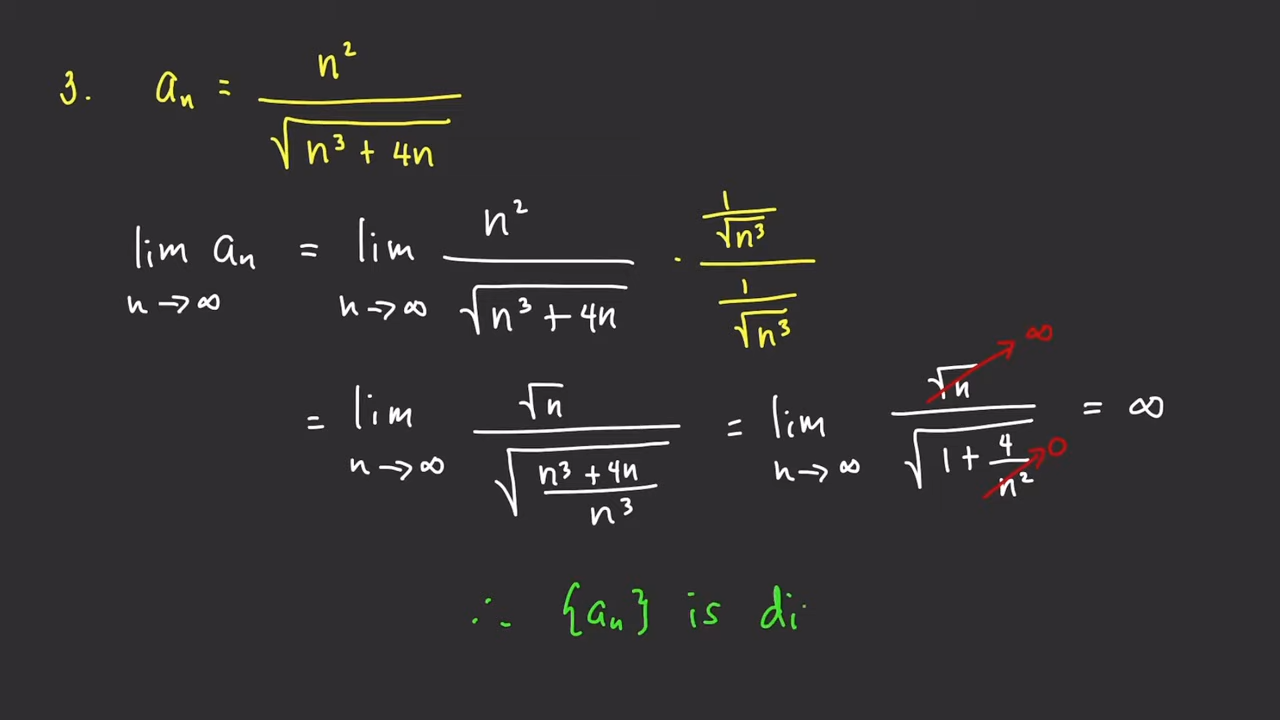 3. aₙ = n² / √(n³ + 4n)
lim n→∞ aₙ = lim n→∞ n² / √(n³ + 4n) · (1/√n³) / (1/√n³)
= lim n→∞ √n / √((n³ + 4n)/n³) = lim n→∞ √n / √(1 + 4/n²) = ∞
∞
0
∴ {aₙ} is di